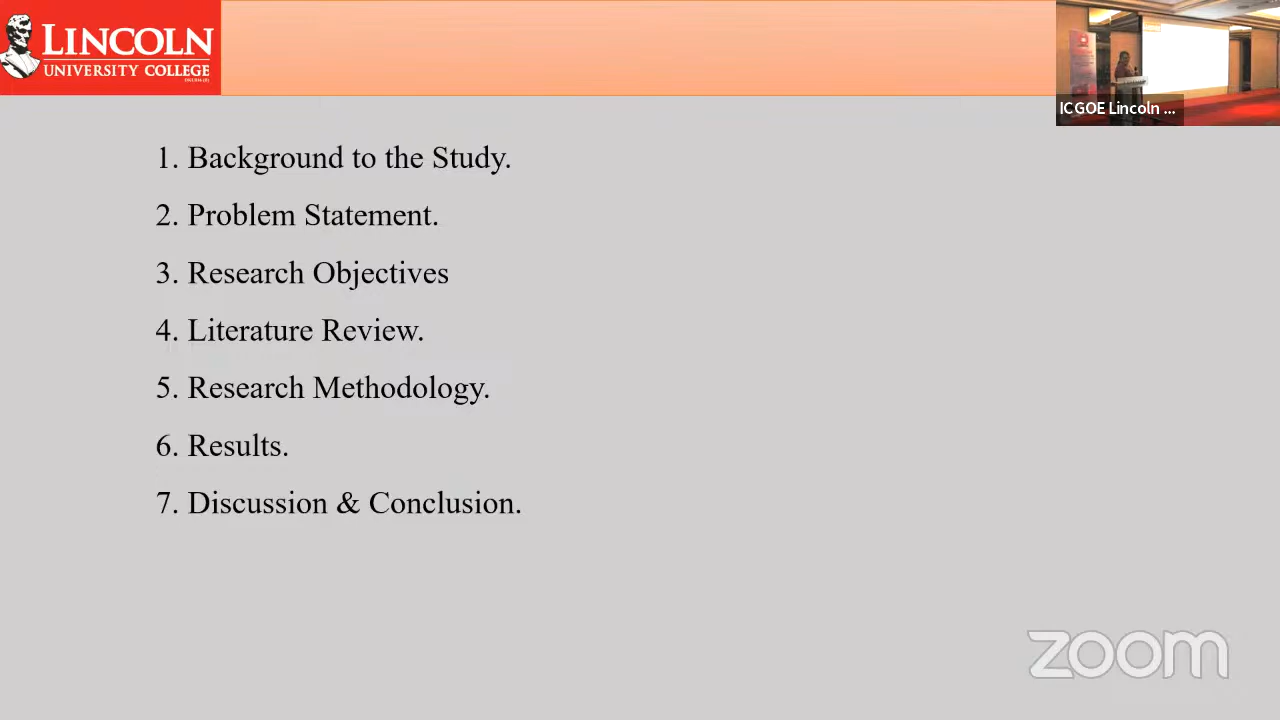 LINCOLN
UNIVERSITY COLLEGE
ICGOE Lincoln ...
1. Background to the Study.
2. Problem Statement.
3. Research Objectives
4. Literature Review.
5. Research Methodology.
6. Results.
7. Discussion & Conclusion.
zoom